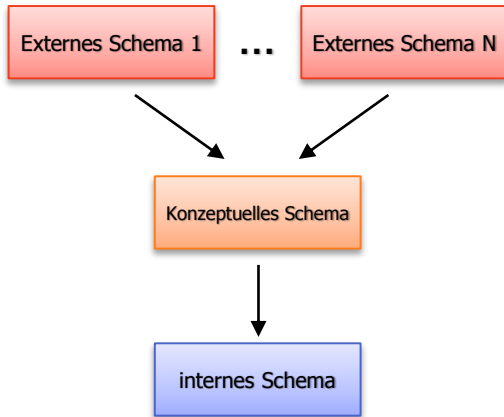 Externes Schema 1 ... Externes Schema N
Konzeptuelles Schema
internes Schema